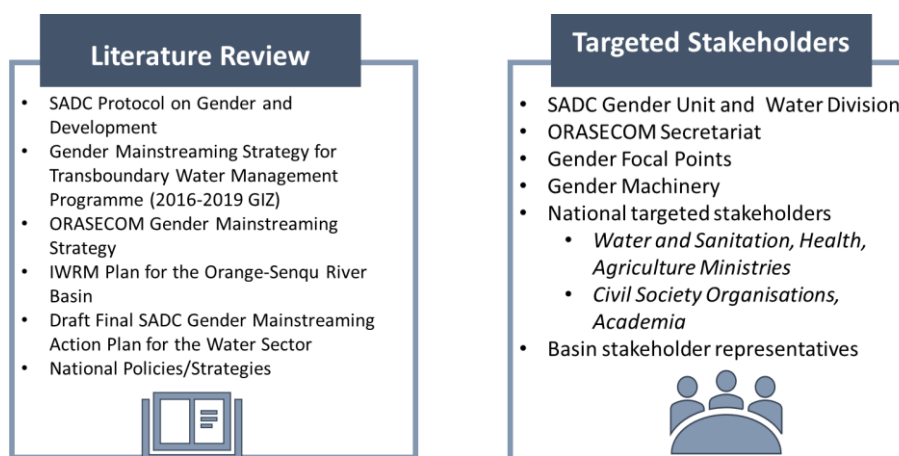 Literature Review
• SADC Protocol on Gender and
Development
• Gender Mainstreaming Strategy for
Transboundary Water Management
Programme (2016-2019 GIZ)
• ORASECOM Gender Mainstreaming
Strategy
• IWRM Plan for the Orange-Senqu River
Basin
• Draft Final SADC Gender Mainstreaming
Action Plan for the Water Sector
• National Policies/Strategies
Targeted Stakeholders
• SADC Gender Unit and Water Division
• ORASECOM Secretariat
• Gender Focal Points
• Gender Machinery
• National targeted stakeholders
• Water and Sanitation, Health,
Agriculture Ministries
• Civil Society Organisations,
Academia
• Basin stakeholder representatives